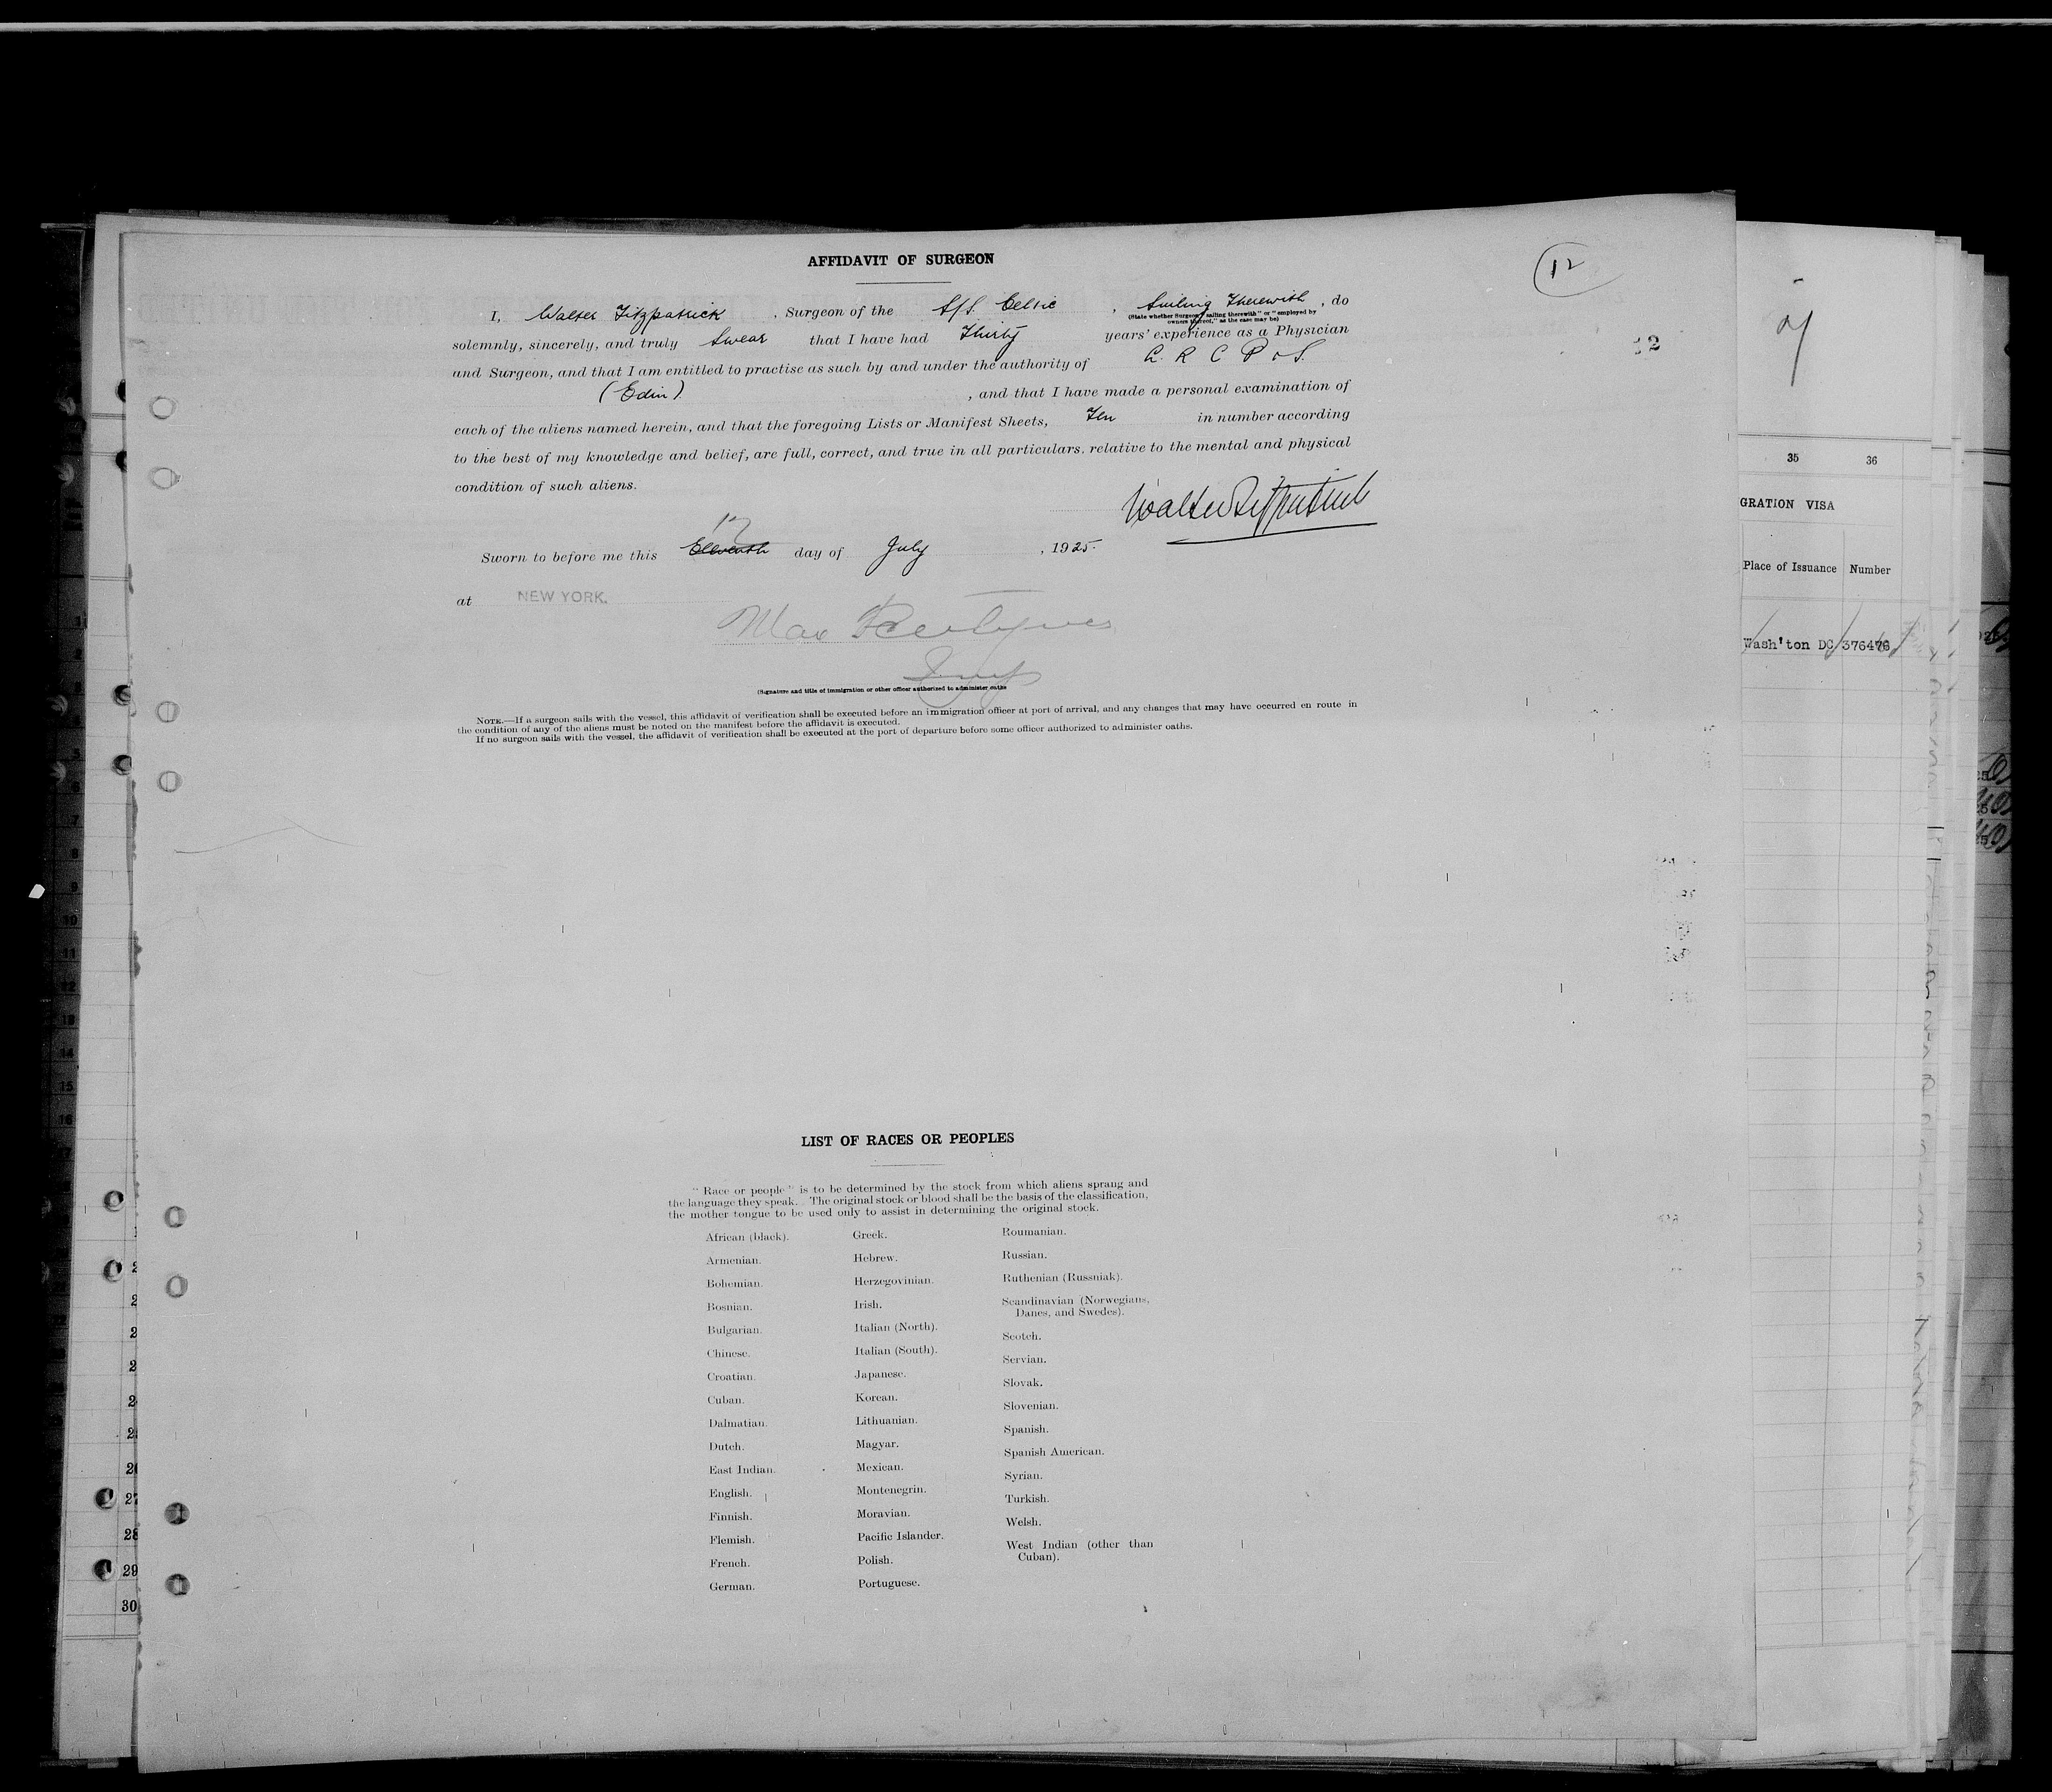 AFFIDAVIT OF SURGEON
12
I, Walter Fitzpatrick , Surgeon of the S/S. Celtic , Sailing Therewith , do
(State whether Surgeon "sailing therewith" or "employed by
owners thereof," as the case may be)
solemnly, sincerely, and truly Swear that I have had Thirty years' experience as a Physician
and Surgeon, and that I am entitled to practise as such by and under the authority of L. R C P & S.
(Edin) , and that I have made a personal examination of
each of the aliens named herein, and that the foregoing Lists or Manifest Sheets, Ten in number according
to the best of my knowledge and belief, are full, correct, and true in all particulars, relative to the mental and physical
condition of such aliens.
Walter Fitzpatrick
12
Sworn to before me this Eleventh day of July , 1925.
at NEW YORK.
Max
(Signature and title of immigration or other officer authorized to administer oaths
NOTE.—If a surgeon sails with the vessel, this affidavit of verification shall be executed before an immigration officer at port of arrival, and any changes that may have occurred en route in
the condition of any of the aliens must be noted on the manifest before the affidavit is executed.
If no surgeon sails with the vessel, the affidavit of verification shall be executed at the port of departure before some officer authorized to administer oaths.
LIST OF RACES OR PEOPLES
"Race or people" is to be determined by the stock from which aliens sprang and
the language they speak. The original stock or blood shall be the basis of the classification,
the mother tongue to be used only to assist in determining the original stock.
African (black).
Armenian.
Bohemian.
Bosnian.
Bulgarian.
Chinese.
Croatian.
Cuban.
Dalmatian.
Dutch.
East Indian.
English.
Finnish.
Flemish.
French.
German.
Greek.
Hebrew.
Herzegovinian.
Irish.
Italian (North).
Italian (South).
Japanese.
Korean.
Lithuanian.
Magyar.
Mexican.
Montenegrin.
Moravian.
Pacific Islander.
Polish.
Portuguese.
Roumanian.
Russian.
Ruthenian (Russniak).
Scandinavian (Norwegians,
Danes, and Swedes).
Scotch.
Servian.
Slovak.
Slovenian.
Spanish.
Spanish American.
Syrian.
Turkish.
Welsh.
West Indian (other than
Cuban).
35 36
GRATION VISA
Place of Issuance Number
Wash'ton DC 376476
27
28
29
30